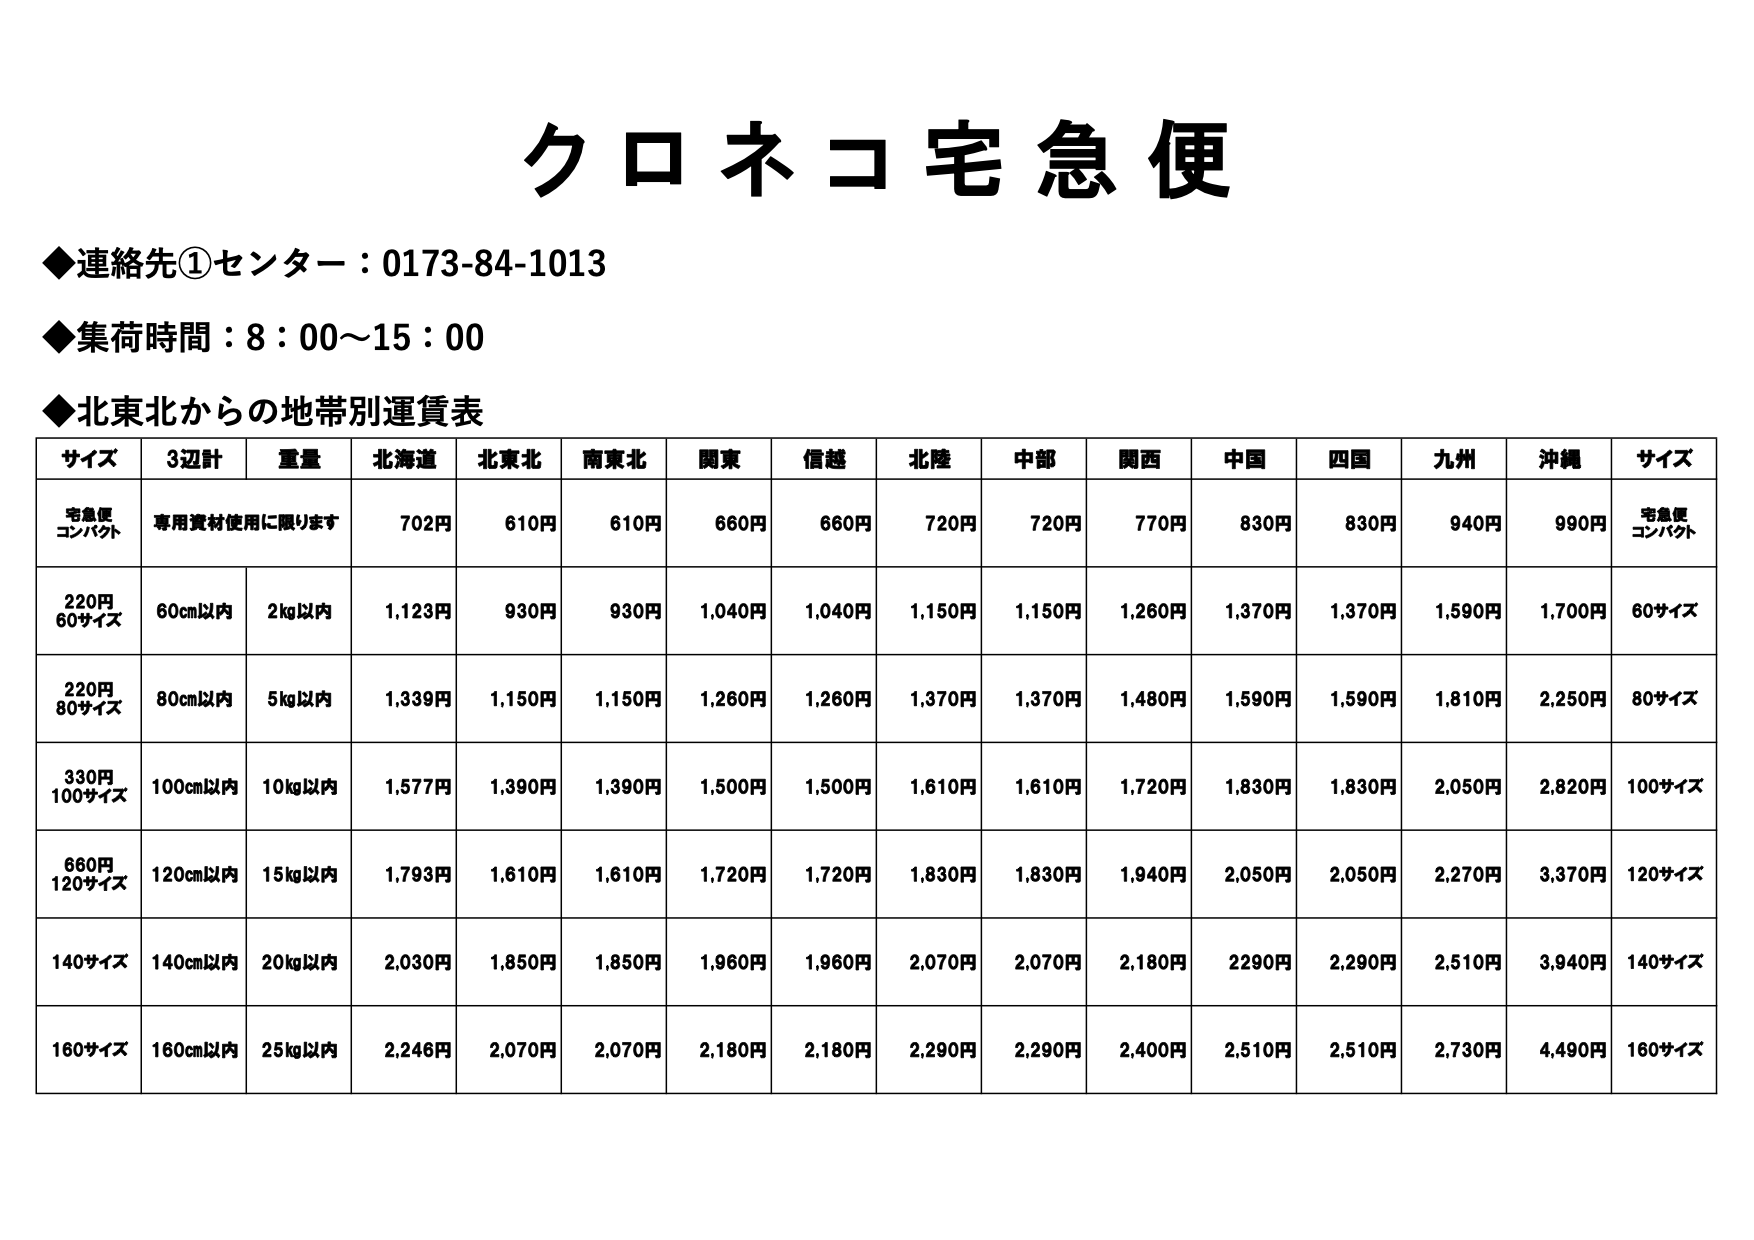 クロネコ宅急便
◆連絡先①センター：0173-84-1013
◆集荷時間：8：00～15：00
◆北東北からの地帯別運賃表
サイズ 3辺計 重量 北海道 北東北 南東北 関東 信越 北陸 中部 関西 中国 四国 九州 沖縄 サイズ
宅急便 コンパクト 専用資材使用に限ります 702円 610円 610円 660円 660円 720円 720円 770円 830円 830円 940円 990円 宅急便 コンパクト
220円 60サイズ 60㎝以内 2㎏以内 1,123円 930円 930円 1,040円 1,040円 1,150円 1,150円 1,260円 1,370円 1,370円 1,590円 1,700円 60サイズ
220円 80サイズ 80㎝以内 5㎏以内 1,339円 1,150円 1,150円 1,260円 1,260円 1,370円 1,370円 1,480円 1,590円 1,590円 1,810円 2,250円 80サイズ
330円 100サイズ 100㎝以内 10㎏以内 1,577円 1,390円 1,390円 1,500円 1,500円 1,610円 1,610円 1,720円 1,830円 1,830円 2,050円 2,820円 100サイズ
660円 120サイズ 120㎝以内 15㎏以内 1,793円 1,610円 1,610円 1,720円 1,720円 1,830円 1,830円 1,940円 2,050円 2,050円 2,270円 3,370円 120サイズ
140サイズ 140㎝以内 20㎏以内 2,030円 1,850円 1,850円 1,960円 1,960円 2,070円 2,070円 2,180円 2290円 2,290円 2,510円 3,940円 140サイズ
160サイズ 160㎝以内 25㎏以内 2,246円 2,070円 2,070円 2,180円 2,180円 2,290円 2,290円 2,400円 2,510円 2,510円 2,730円 4,490円 160サイズ